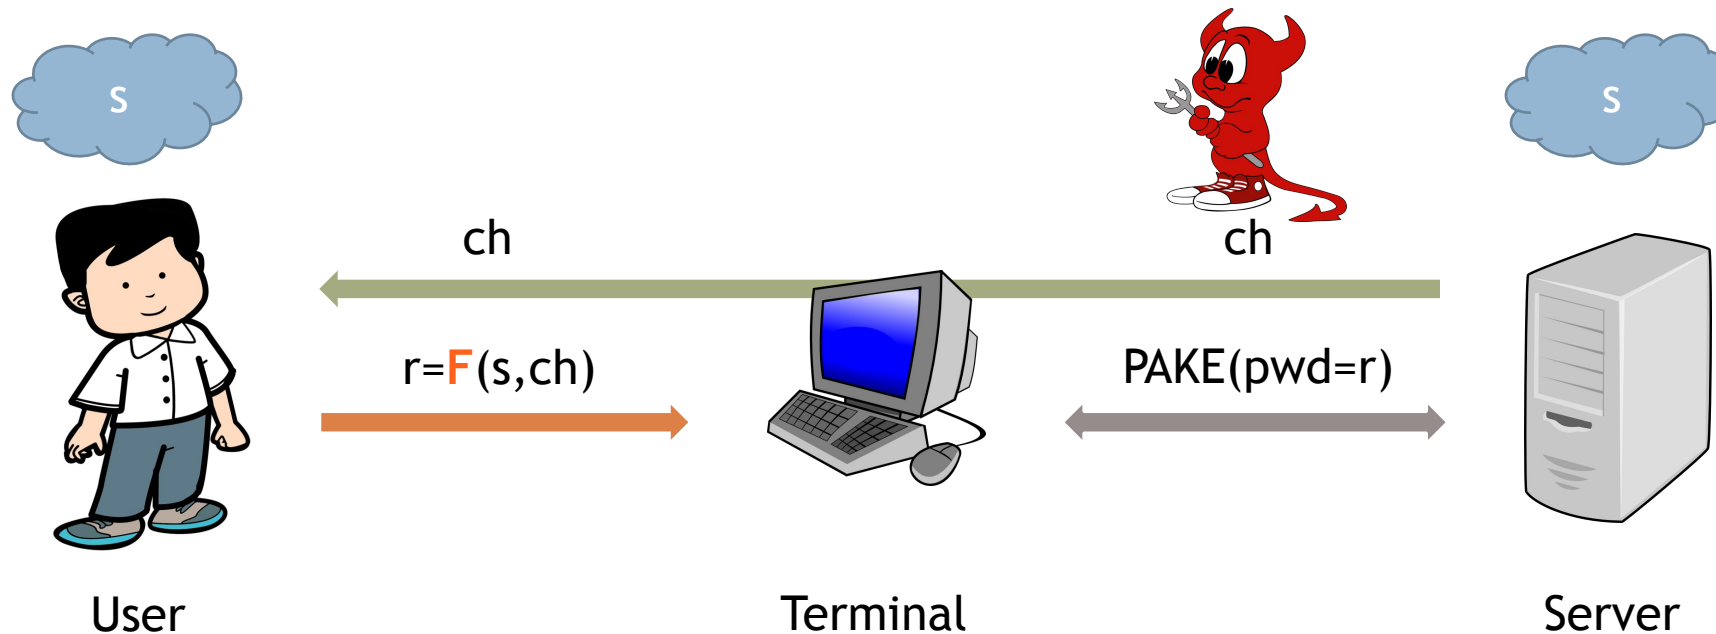 s
s
ch
ch
r=F(s,ch)
PAKE(pwd=r)
User
Terminal
Server